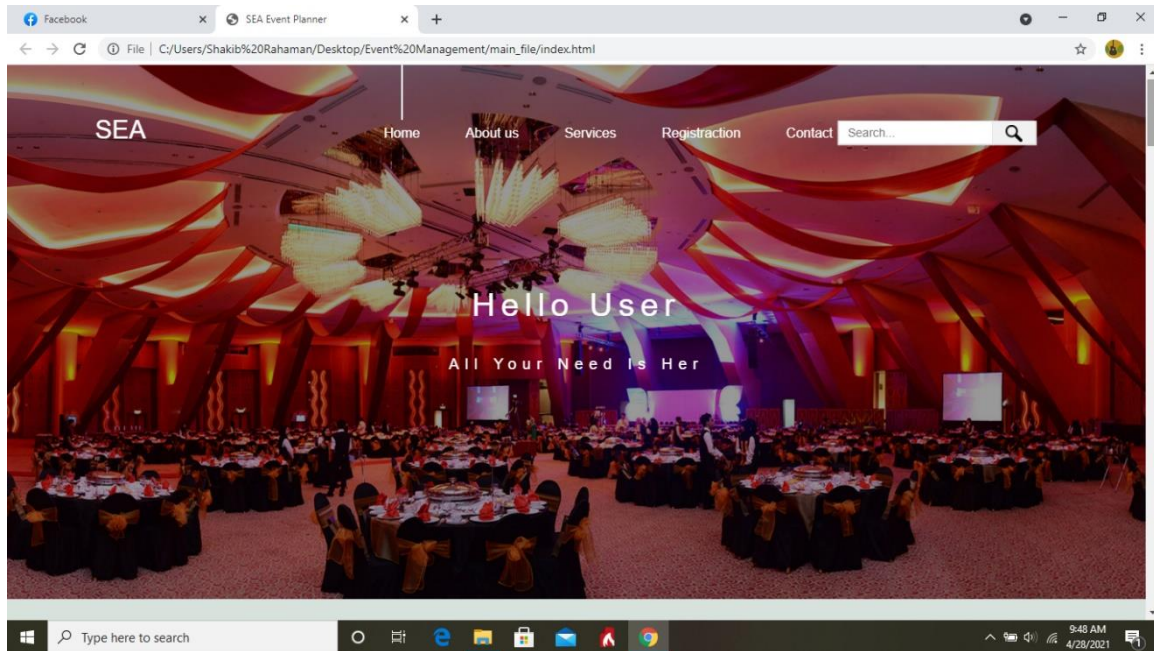 Facebook
SEA Event Planner
File | C:/Users/Shakib%20Rahaman/Desktop/Event%20Management/main_file/index.html
SEA
Home About us Services Registraction Contact Search...
Hello User
All Your Need Is Her
Type here to search
9:48 AM
4/28/2021